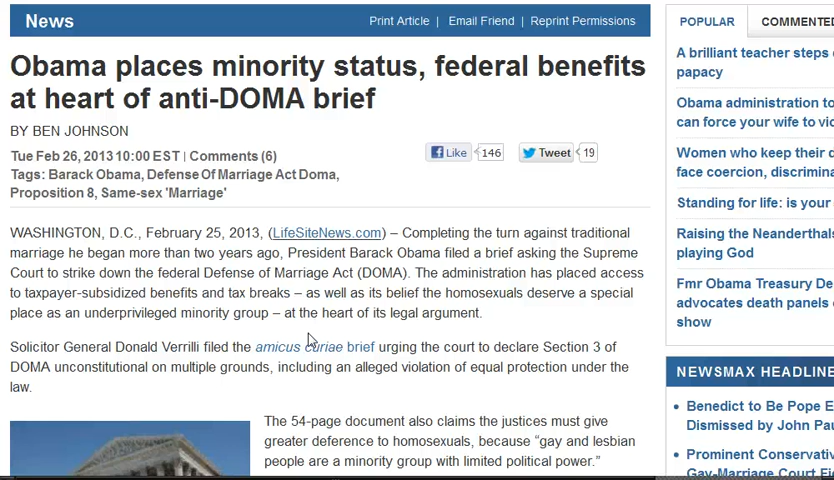 News
Print Article | Email Friend | Reprint Permissions
Obama places minority status, federal benefits
at heart of anti-DOMA brief
BY BEN JOHNSON
Tue Feb 26, 2013 10:00 EST | Comments (6)
Tags: Barack Obama, Defense Of Marriage Act Doma,
Proposition 8, Same-sex 'Marriage'
Like 146 Tweet 19
WASHINGTON, D.C., February 25, 2013, (LifeSiteNews.com) – Completing the turn against traditional
marriage he began more than two years ago, President Barack Obama filed a brief asking the Supreme
Court to strike down the federal Defense of Marriage Act (DOMA). The administration has placed access
to taxpayer-subsidized benefits and tax breaks – as well as its belief the homosexuals deserve a special
place as an underprivileged minority group – at the heart of its legal argument.
Solicitor General Donald Verrilli filed the amicus curiae brief urging the court to declare Section 3 of
DOMA unconstitutional on multiple grounds, including an alleged violation of equal protection under the
law.
The 54-page document also claims the justices must give
greater deference to homosexuals, because “gay and lesbian
people are a minority group with limited political power.”
POPULAR COMMENTED
A brilliant teacher steps
papacy
Obama administration to
can force your wife to
Women who keep their
face coercion,
Standing for life: is your
Raising the Neanderthals
playing God
Fmr Obama Treasury
advocates death panels
show
NEWSMAX
• Benedict to Be Pope
Dismissed by John
• Prominent
Gay-Marriage Court